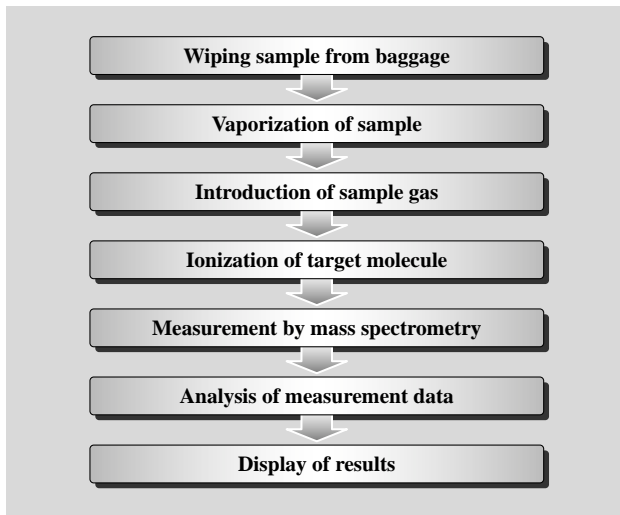 Wiping sample from baggage
Vaporization of sample
Introduction of sample gas
Ionization of target molecule
Measurement by mass spectrometry
Analysis of measurement data
Display of results